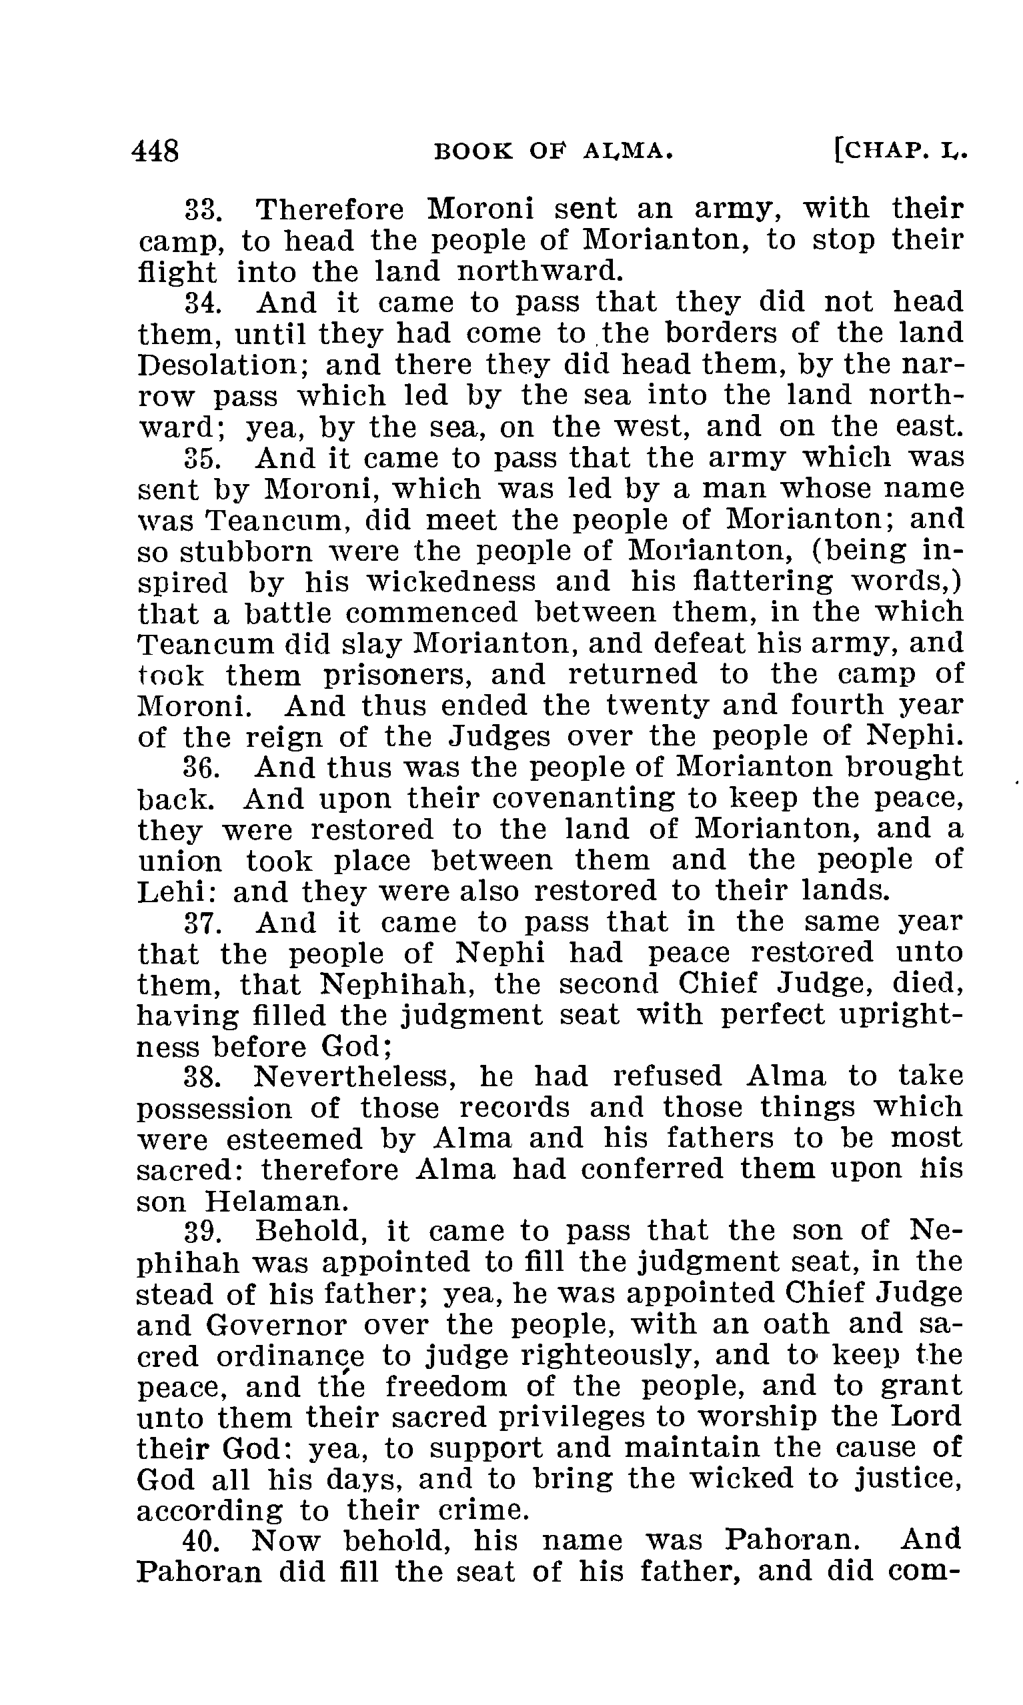 448 BOOK OF ALMA. [CHAP. L.
33. Therefore Moroni sent an army, with their
camp, to head the people of Morianton, to stop their
flight into the land northward.
34. And it came to pass that they did not head
them, until they had come to the borders of the land
Desolation; and there they did head them, by the nar-
row pass which led by the sea into the land north-
ward; yea, by the sea, on the west, and on the east.
35. And it came to pass that the army which was
sent by Moroni, which was led by a man whose name
was Teancum, did meet the people of Morianton; and
so stubborn were the people of Morianton, (being in-
spired by his wickedness and his flattering words,)
that a battle commenced between them, in the which
Teancum did slay Morianton, and defeat his army, and
took them prisoners, and returned to the camp of
Moroni. And thus ended the twenty and fourth year
of the reign of the Judges over the people of Nephi.
36. And thus was the people of Morianton brought
back. And upon their covenanting to keep the peace,
they were restored to the land of Morianton, and a
union took place between them and the people of
Lehi: and they were also restored to their lands.
37. And it came to pass that in the same year
that the people of Nephi had peace restored unto
them, that Nephihah, the second Chief Judge, died,
having filled the judgment seat with perfect upright-
ness before God;
38. Nevertheless, he had refused Alma to take
possession of those records and those things which
were esteemed by Alma and his fathers to be most
sacred: therefore Alma had conferred them upon his
son Helaman.
39. Behold, it came to pass that the son of Ne-
phihah was appointed to fill the judgment seat, in the
stead of his father; yea, he was appointed Chief Judge
and Governor over the people, with an oath and sa-
cred ordinance to judge righteously, and to keep the
peace, and the freedom of the people, and to grant
unto them their sacred privileges to worship the Lord
their God: yea, to support and maintain the cause of
God all his days, and to bring the wicked to justice,
according to their crime.
40. Now behold, his name was Pahoran. And
Pahoran did fill the seat of his father, and did com-